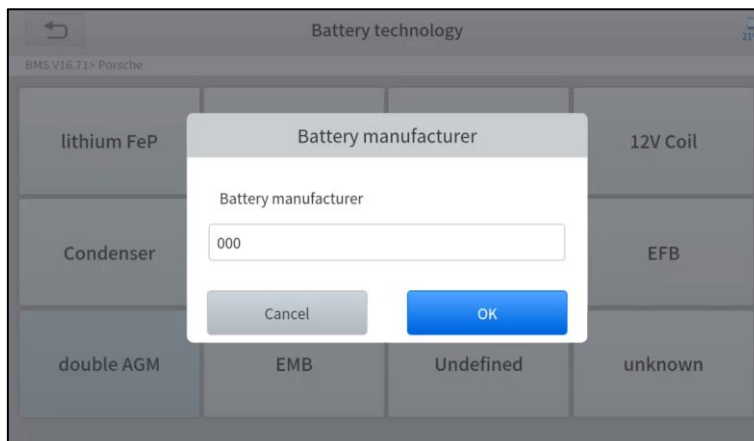 Battery technology
BMS V16.71> Porsche
lithium FeP
12V Coil
Battery manufacturer
Battery manufacturer
000
Cancel
OK
Condenser
EFB
double AGM
EMB
Undefined
unknown